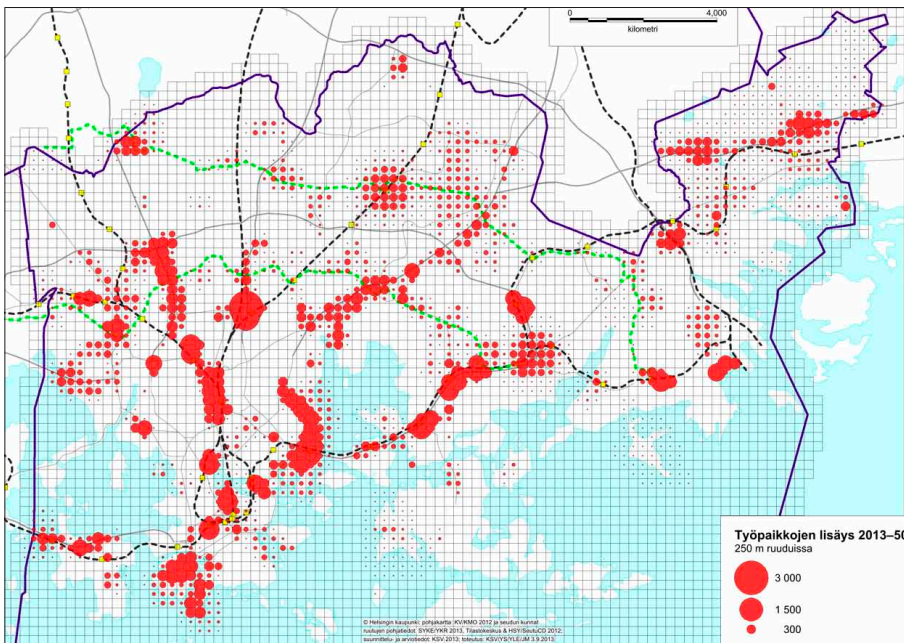 0 4,000
kilometri
Työpaikkojen lisäys 2013–50
250 m ruuduissa
3 000
1 500
300
© Helsingin kaupunki: pohjakartta: KV/KMO 2012 ja seudun kunnat
ruutujen pohjatiedot: SYKE/YKR 2013, Tilastokeskus & HSY/SeutuCD 2012;
suunnittelu- ja arviotiedot: KSV 2013; toteutus: KSV/YS/YLE/JM 3.9.2013